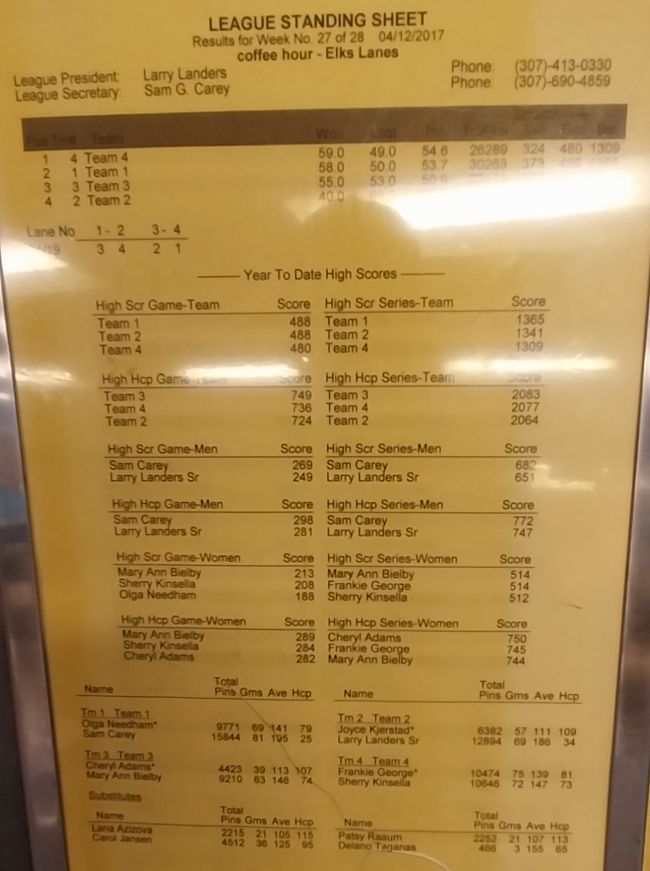 LEAGUE STANDING SHEET
Results for Week No. 27 of 28 04/12/2017
coffee hour - Elks Lanes
League President: Larry Landers Phone: (307)-413-0330
League Secretary: Sam G. Carey Phone: (307)-690-4859
Pos Tm# Team Won Lost
1 4 Team 4 59.0 49.0 54.6 26289 324 480 1309
2 1 Team 1 58.0 50.0 53.7 30263 373
3 3 Team 3 55.0 53.0
4 2 Team 2 40.0
Lane No 1- 2 3- 4
3 4 2 1
Year To Date High Scores
High Scr Game-Team Score High Scr Series-Team Score
Team 1 488 Team 1 1365
Team 2 488 Team 2 1341
Team 4 480 Team 4 1309
High Hcp Game-Team Score High Hcp Series-Team Score
Team 3 749 Team 3 2083
Team 4 736 Team 4 2077
Team 2 724 Team 2 2064
High Scr Game-Men Score High Scr Series-Men Score
Sam Carey 269 Sam Carey 682
Larry Landers Sr 249 Larry Landers Sr 651
High Hcp Game-Men Score High Hcp Series-Men Score
Sam Carey 298 Sam Carey 772
Larry Landers Sr 281 Larry Landers Sr 747
High Scr Game-Women Score High Scr Series-Women Score
Mary Ann Bielby 213 Mary Ann Bielby 514
Sherry Kinsella 208 Frankie George 514
Olga Needham 188 Sherry Kinsella 512
High Hcp Game-Women Score High Hcp Series-Women Score
Mary Ann Bielby 289 Cheryl Adams 750
Sherry Kinsella 284 Frankie George 745
Cheryl Adams 282 Mary Ann Bielby 744
Name Total Pins Gms Ave Hcp
Tm 1 Team 1
Olga Needham* 9771 69 141 79
Sam Carey 15844 81 195 25
Tm 3 Team 3
Cheryl Adams* 4423 39 113 107
Mary Ann Bielby 9210 63 146 74
Substitutes
Name Total Pins Gms Ave Hcp
Lana Azizova 2215 21 105 115
Carol Jansen 4512 36 125 95
Name Total Pins Gms Ave Hcp
Tm 2 Team 2
Joyce Kjerstad* 6382 57 111 109
Larry Landers Sr 12894 69 186 34
Tm 4 Team 4
Frankie George* 10474 75 139 81
Sherry Kinsella 10646 72 147 73
Name Total Pins Gms Ave Hcp
Patsy Raaum 2252 21 107 113
Delano Taganas 466 3 155 65